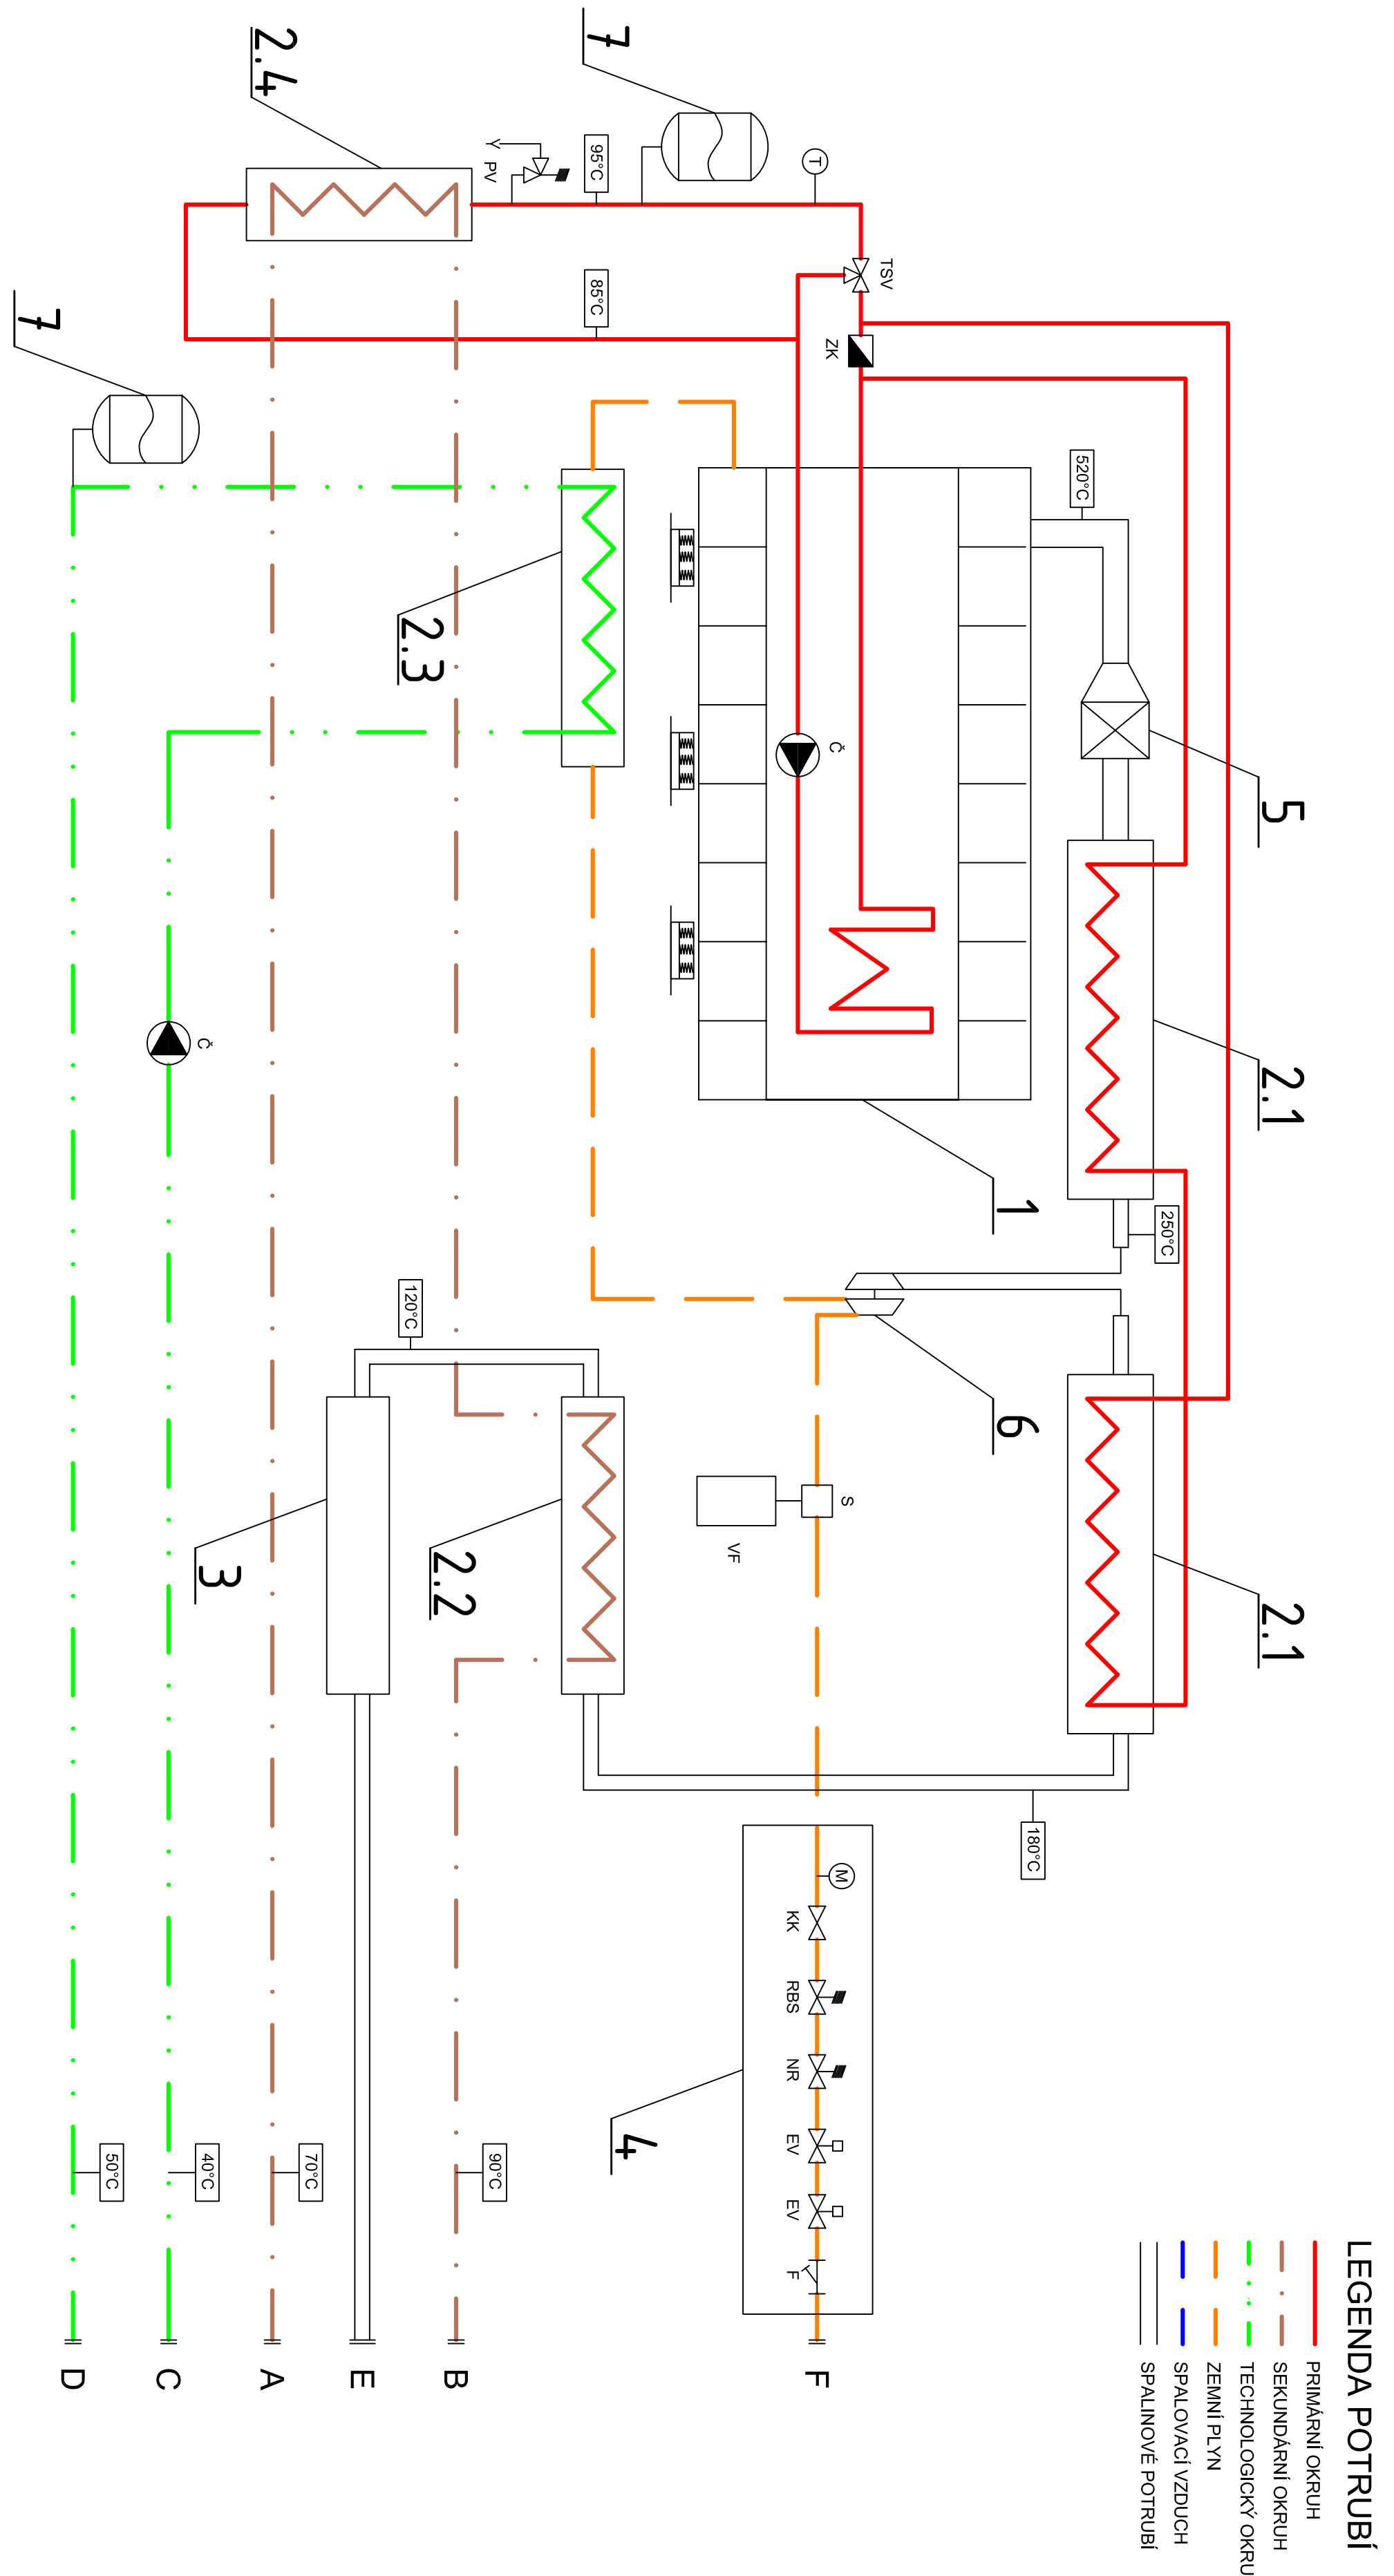 LEGENDA POTRUBÍ
PRIMÁRNÍ OKRUH
SEKUNDÁRNÍ OKRUH
TECHNOLOGICKÝ OKRU
ZEMNÍ PLYN
SPALOVACÍ VZDUCH
SPALINOVÉ POTRUBÍ
5
2.1
2.1
250°C
520°C
180°C
1
6
TSV
ZK
Č
S
M
T
F
KK
RBS
NR
EV
EV
F
VF
7
4
95°C
85°C
PV
90°C
B
2.2
2.3
120°C
E
70°C
2.4
A
3
40°C
Č
C
50°C
D
7